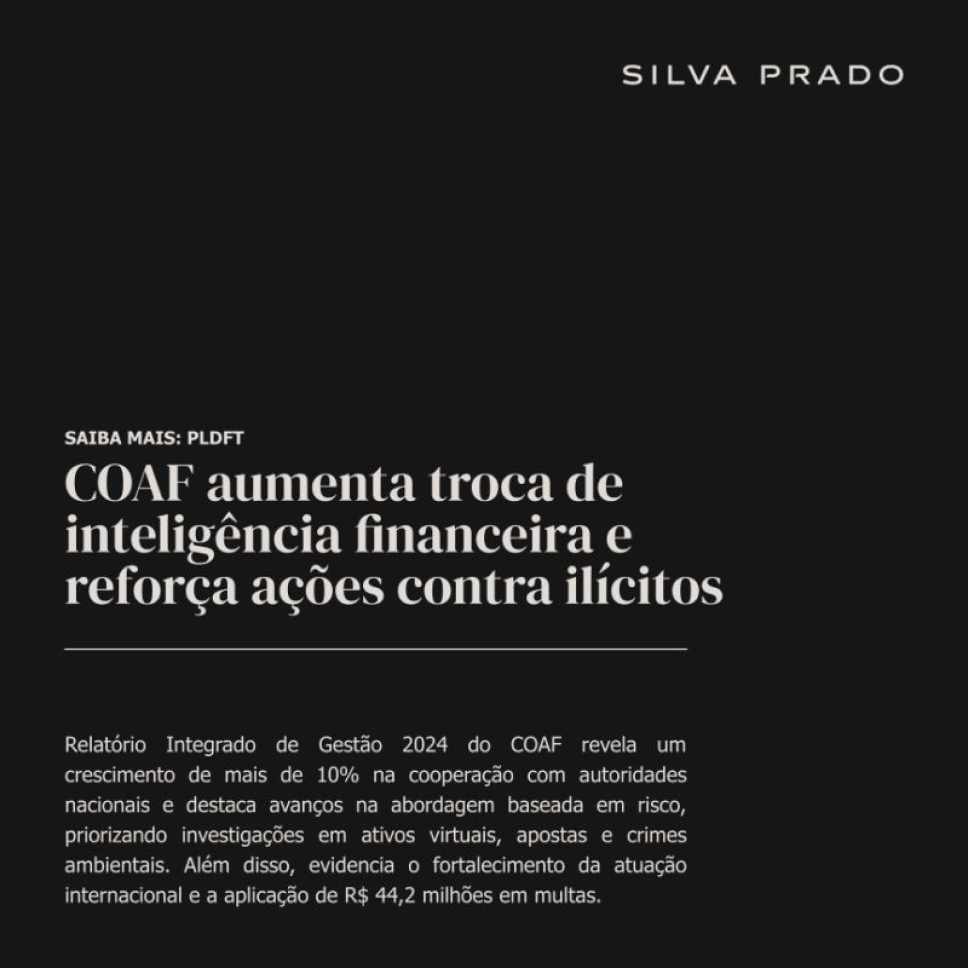 SILVA PRADO
SAIBA MAIS: PLDFT
COAF aumenta troca de
inteligência financeira e
reforça ações contra ilícitos
Relatório Integrado de Gestão 2024 do COAF revela um
crescimento de mais de 10% na cooperação com autoridades
nacionais e destaca avanços na abordagem baseada em risco,
priorizando investigações em ativos virtuais, apostas e crimes
ambientais. Além disso, evidencia o fortalecimento da atuação
internacional e a aplicação de R$ 44,2 milhões em multas.